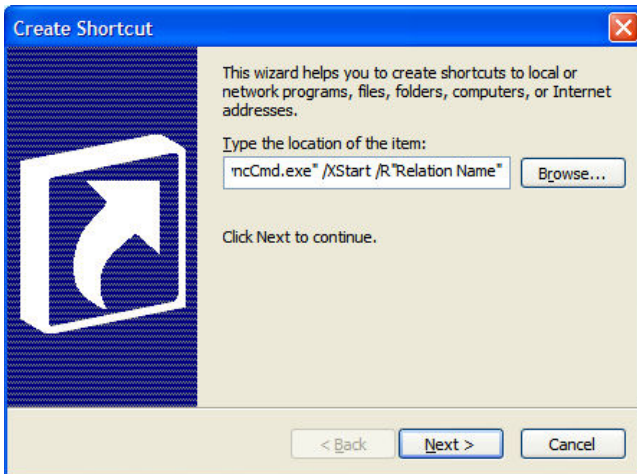 Create Shortcut
This wizard helps you to create shortcuts to local or
network programs, files, folders, computers, or Internet
addresses.
Type the location of the item:
ncCmd.exe" /XStart /R"Relation Name"
Browse...
Click Next to continue.
< Back
Next >
Cancel